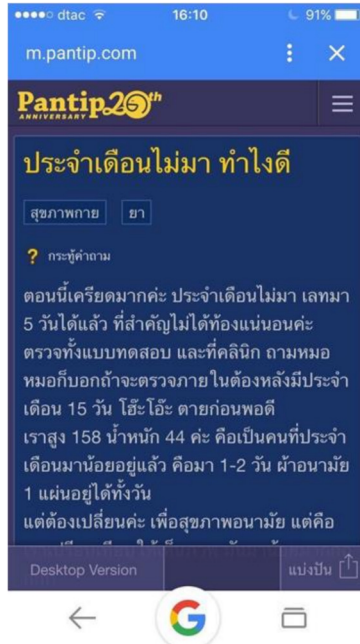 dtac 16:10 91%
m.pantip.com
Pantip 20th
ANNIVERSARY
ประจำเดือนไม่มา ทำไงดี
สุขภาพกาย ยา
? กระทู้คำถาม
ตอนนี้เครียดมากค่ะ ประจำเดือนไม่มา เลทมา
5 วันได้แล้ว ที่สำคัญไม่ได้ท้องแน่นอนค่ะ
ตรวจทั้งแบบทดสอบ และที่คลินิก ถามหมอ
หมอก็บอกถ้าจะตรวจภายในต้องหลังมีประจำ
เดือน 15 วัน โฮ๊ะโอ๊ะ ตายก่อนพอดี
เราสูง 158 น้ำหนัก 44 ค่ะ คือเป็นคนที่ประจำ
เดือนมาน้อยอยู่แล้ว คือมา 1-2 วัน ผ้าอนามัย
1 แผ่นอยู่ได้ทั้งวัน
แต่ต้องเปลี่ยนค่ะ เพื่อสุขภาพอนามัย แต่คือ
Desktop Version แบ่งปัน
G